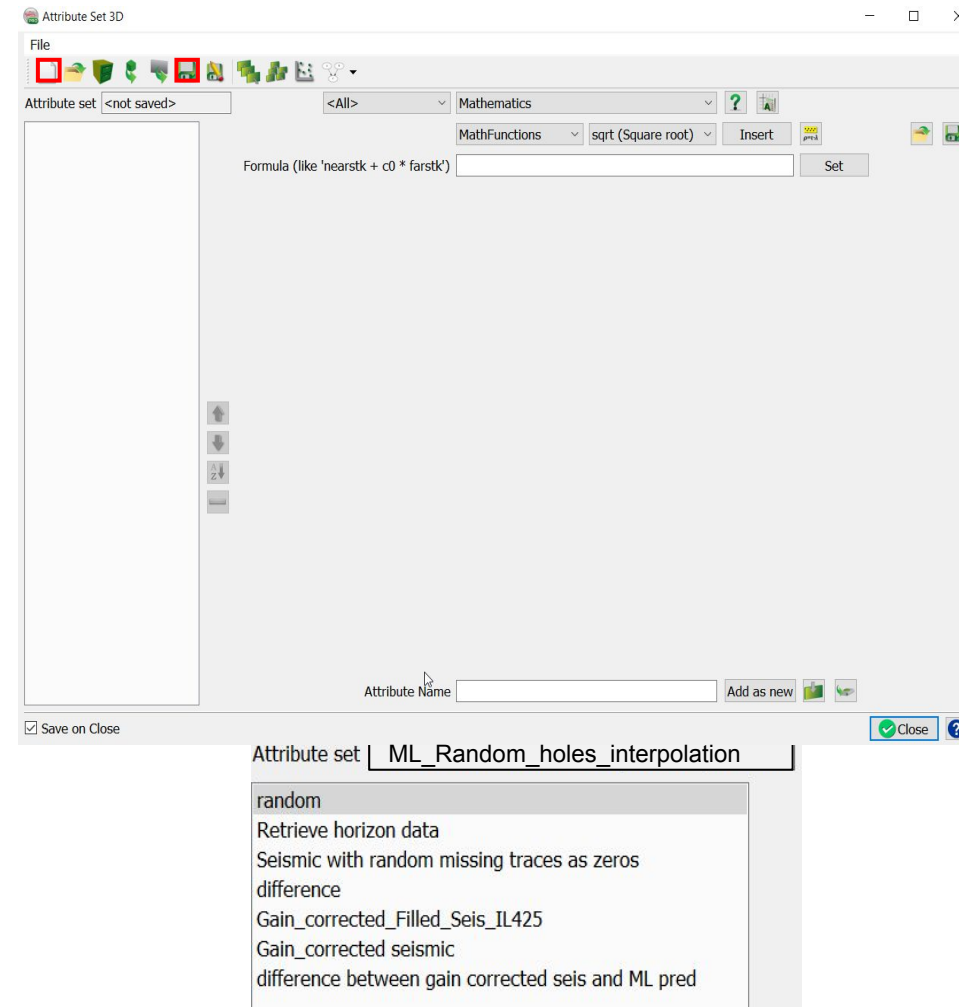 Attribute Set 3D
File
Attribute set <not saved> <All> Mathematics ?
MathFunctions sqrt (Square root) Insert
Formula (like 'nearstk + c0 * farstk') Set
Attribute Name Add as new
Save on Close Close ?
Attribute set ML_Random_holes_interpolation
random
Retrieve horizon data
Seismic with random missing traces as zeros
difference
Gain_corrected_Filled_Seis_IL425
Gain_corrected seismic
difference between gain corrected seis and ML pred